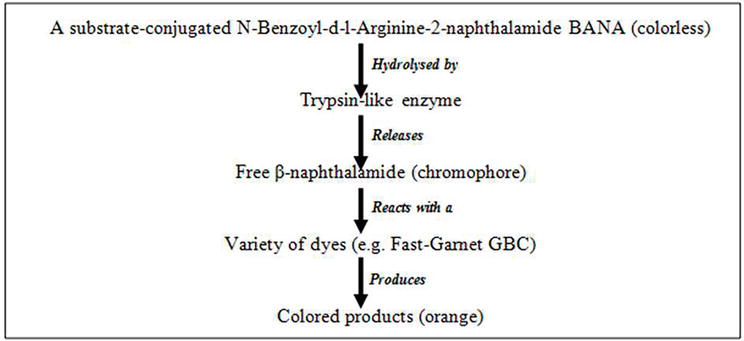 A substrate-conjugated N-Benzoyl-d-l-Arginine-2-naphthalamide BANA (colorless)
Hydrolysed by
Trypsin-like enzyme
Releases
Free β-naphthalamide (chromophore)
Reacts with a
Variety of dyes (e.g. Fast-Garnet GBC)
Produces
Colored products (orange)